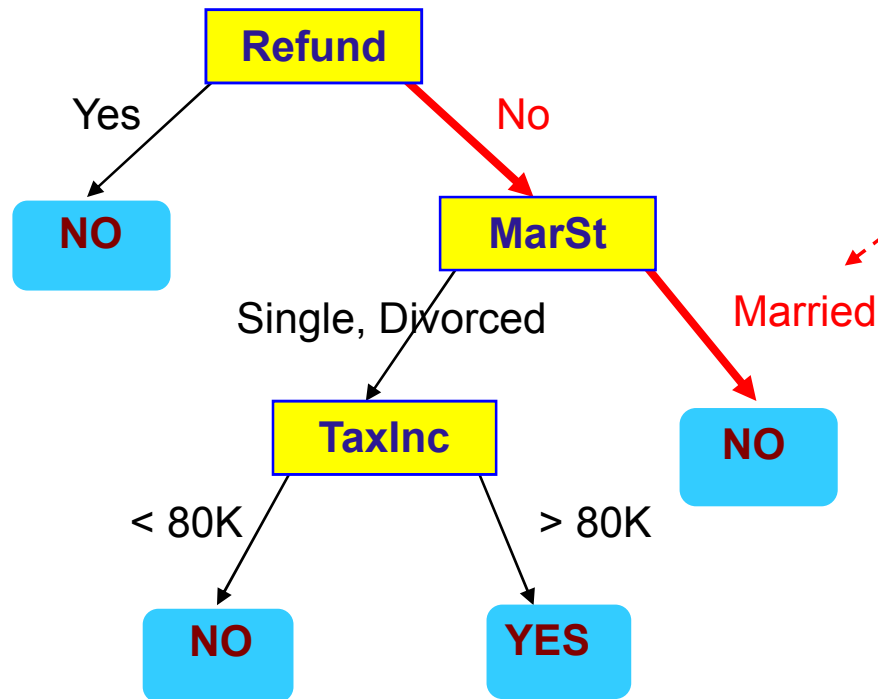 Refund
Yes
No
NO
MarSt
Single, Divorced
Married
TaxInc
NO
< 80K
> 80K
NO
YES